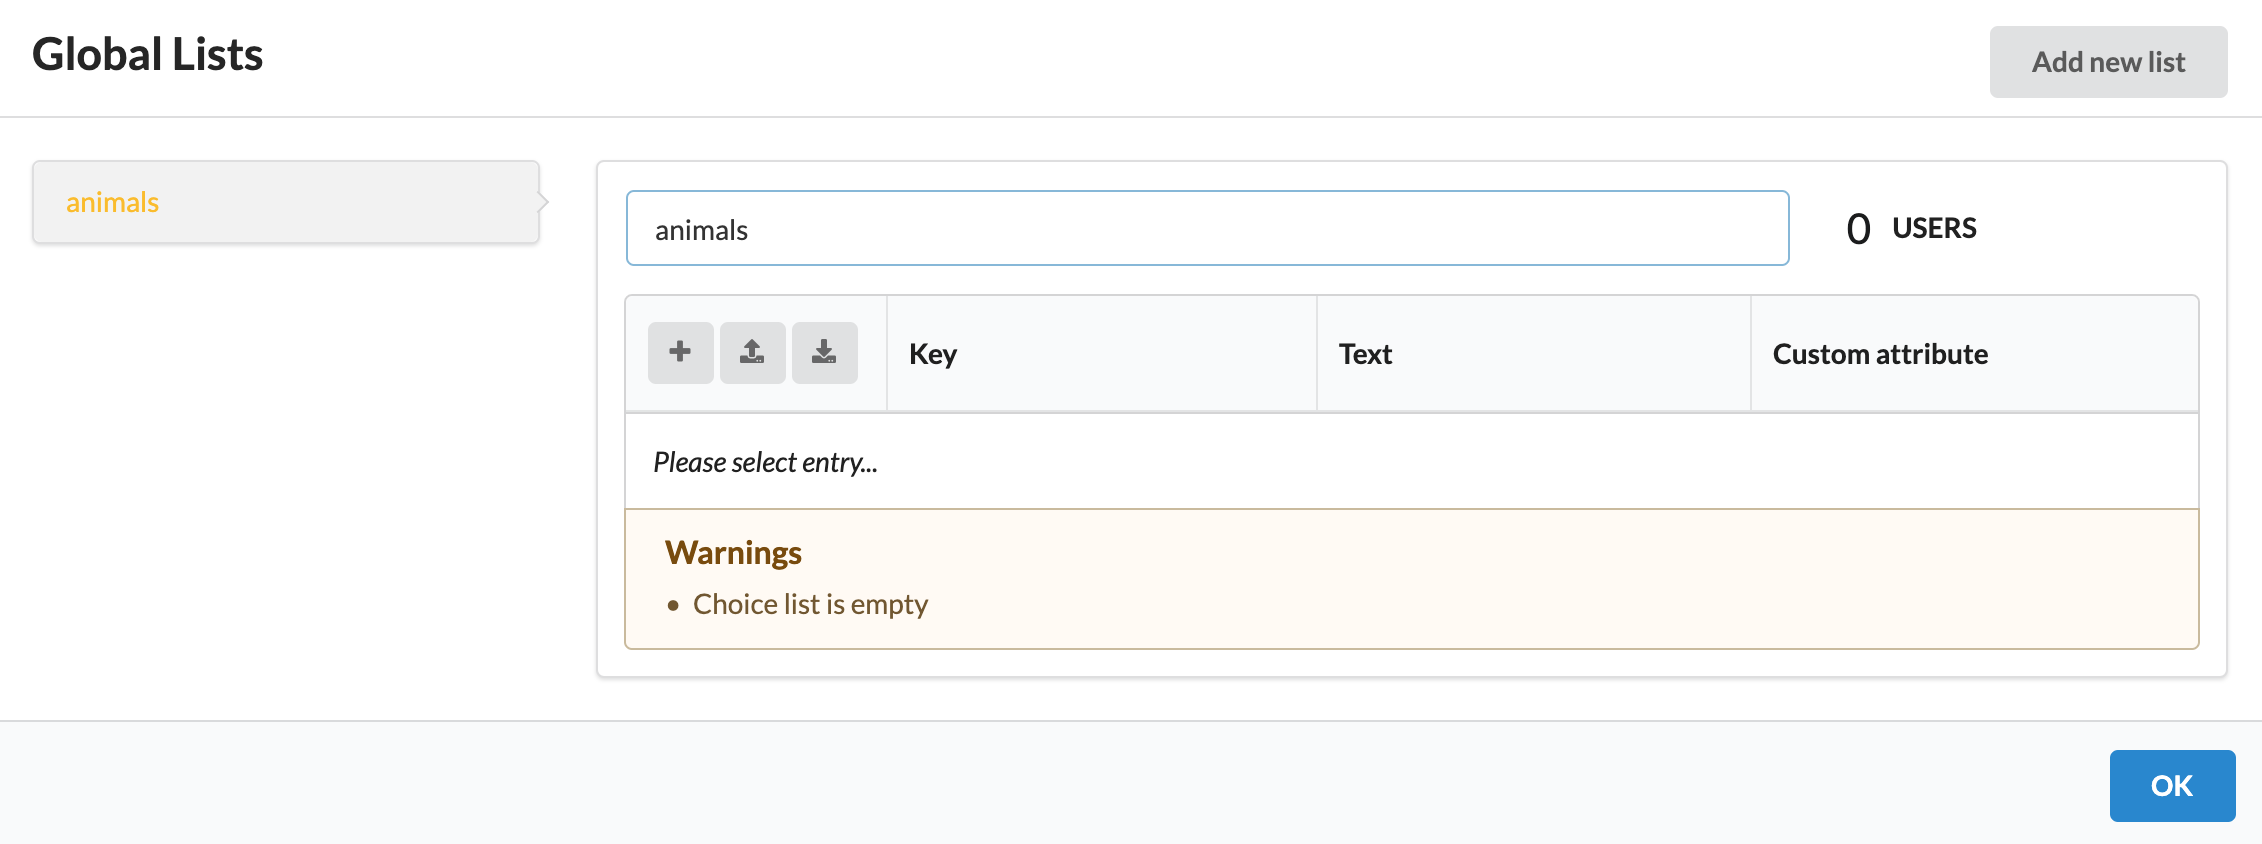 Global Lists
Add new list
animals
animals
0 USERS
Key
Text
Custom attribute
Please select entry...
Warnings
• Choice list is empty
OK